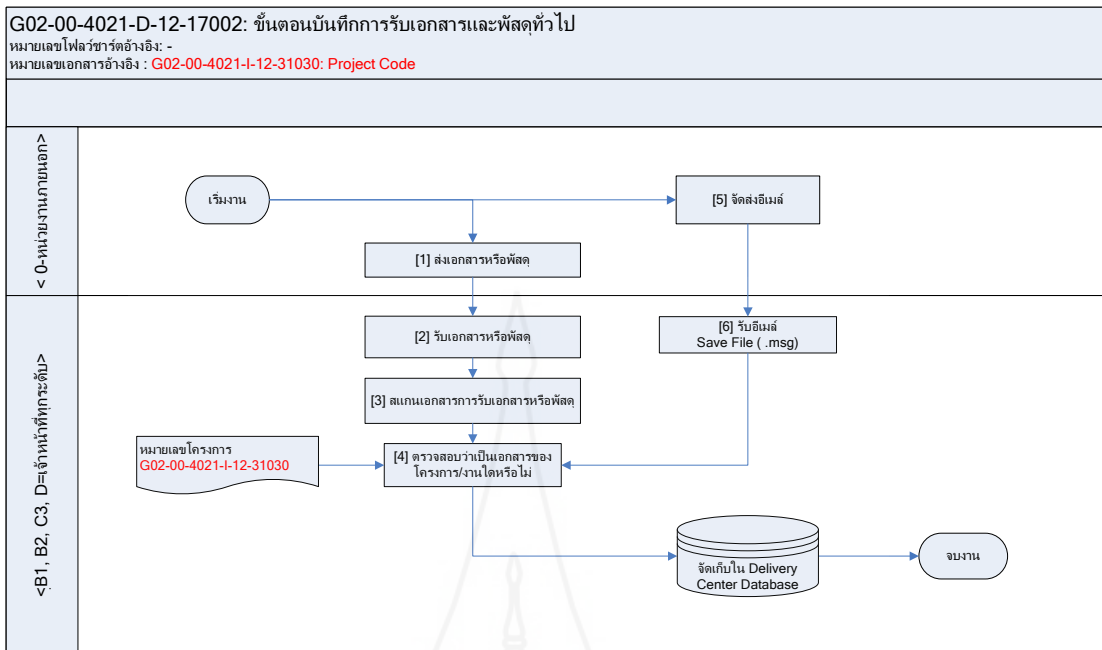 G02-00-4021-D-12-17002: ขั้นตอนบันทึกการรับเอกสารและพัสดุทั่วไป
หมายเลขโฟลว์ชาร์ตอ้างอิง: -
หมายเลขเอกสารอ้างอิง : G02-00-4021-I-12-31030: Project Code
< 0-หน่วยงานภายนอก>
เริ่มงาน
[5] จัดส่งอีเมล์
[1] ส่งเอกสารหรือพัสดุ
<B1, B2, C3, D=เจ้าหน้าที่ทุกระดับ>
[2] รับเอกสารหรือพัสดุ
[6] รับอีเมล์
Save File ( .msg)
[3] สแกนเอกสารการรับเอกสารหรือพัสดุ
หมายเลขโครงการ
G02-00-4021-I-12-31030
[4] ตรวจสอบว่าเป็นเอกสารของ
โครงการ/งานใดหรือไม่
จัดเก็บใน Delivery
Center Database
จบงาน